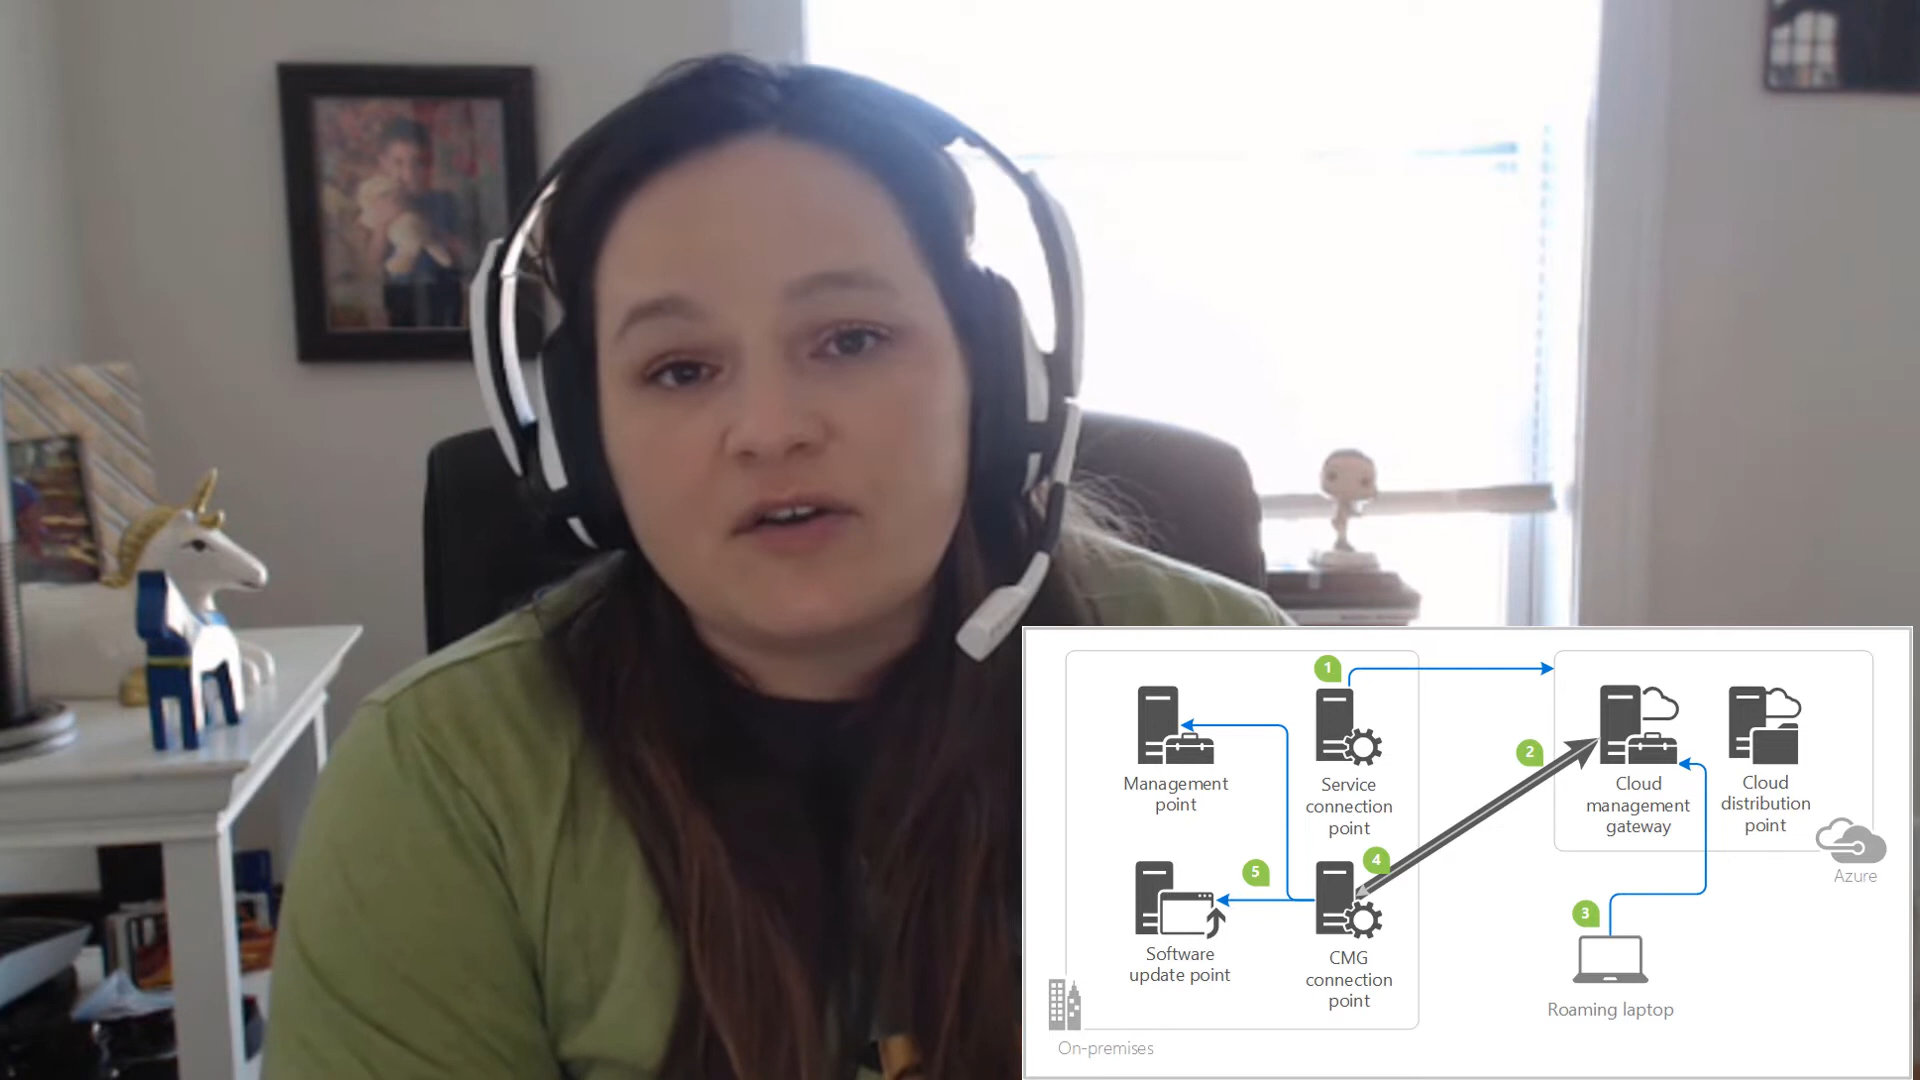 1
Management
point
Service
connection
point
2
Cloud
management
gateway
Cloud
distribution
point
Azure
4
5
3
Software
update point
CMG
connection
point
Roaming laptop
On-premises